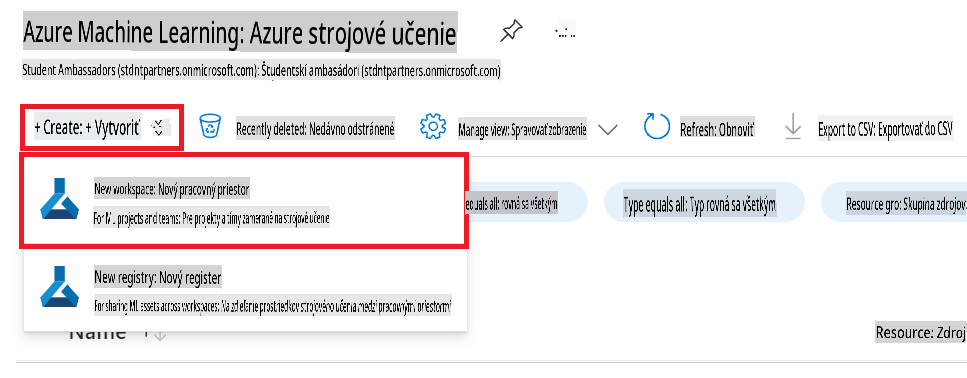 Azure Machine Learning: Azure strojové učenie
Student Ambassadors (stdntpartners.onmicrosoft.com): Študentskí ambasádori (stdntpartners.onmicrosoft.com)
+ Create: + Vytvoriť
Recently deleted: Nedávno odstránené
Manage view: Spravovať zobrazenie
Refresh: Obnoviť
Export to CSV: Exportovať do CSV
New workspace: Nový pracovný priestor
For ML projects and teams: Pre projekty a tímy zamerané na strojové učenie
equals all: rovná sa všetkým
Type equals all: Typ rovná sa všetkým
Resource gro: Skupina zdrojov
New registry: Nový register
For sharing ML assets across workspaces: Na zdieľanie prostriedkov strojového učenia medzi pracovnými priestormi
Name
Resource: Zdroj